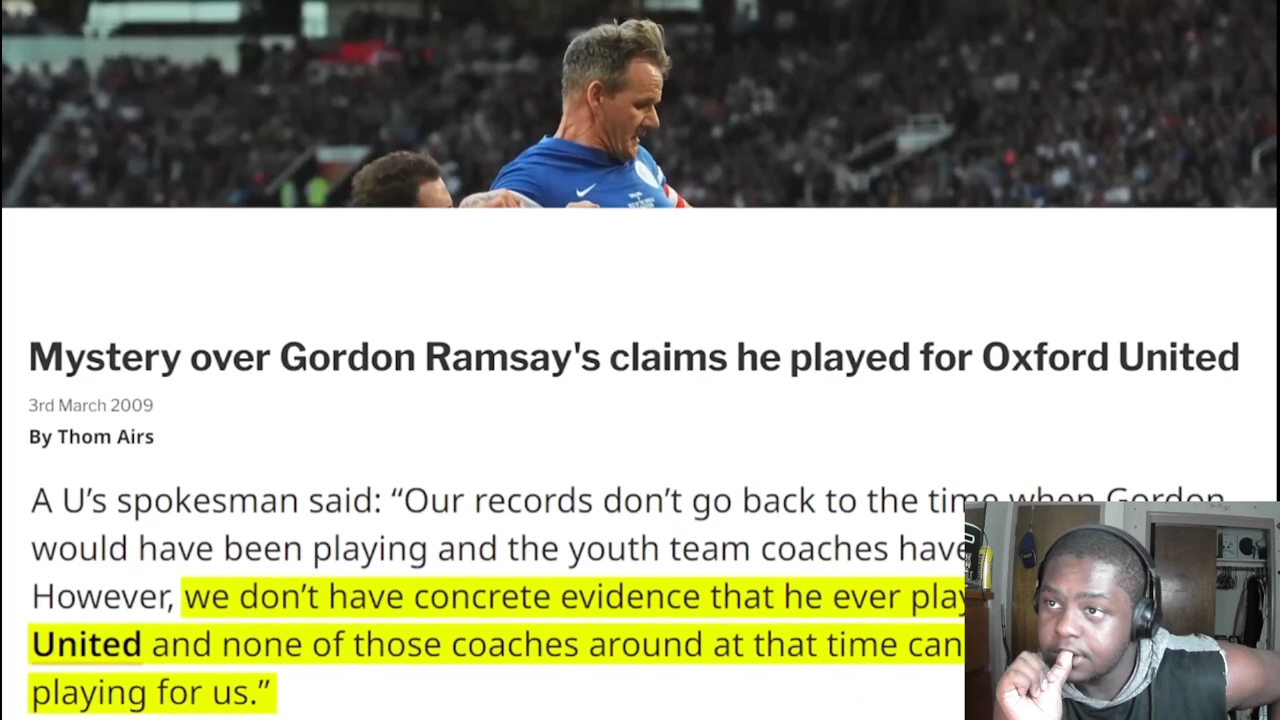 Mystery over Gordon Ramsay's claims he played for Oxford United
3rd March 2009
By Thom Airs
A U’s spokesman said: “Our records don’t go back to the time when Gordon
would have been playing and the youth team coaches have
However, we don’t have concrete evidence that he ever
United and none of those coaches around at that time can
playing for us.”